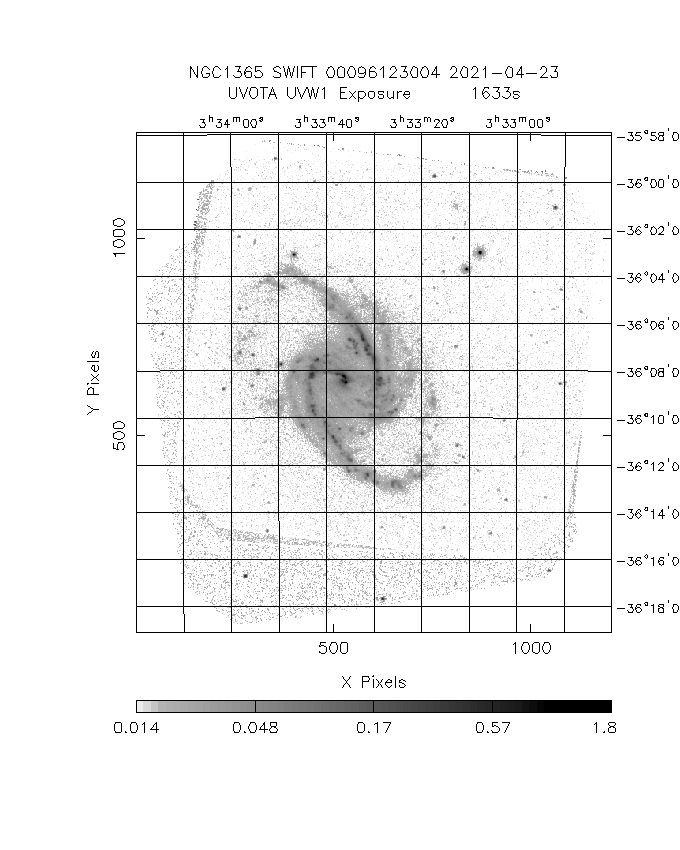 NGC1365 SWIFT 00096123004 2021-04-23
UVOTA UVW1 Exposure 1633s
3ʰ34ᵐ00ˢ 3ʰ33ᵐ40ˢ 3ʰ33ᵐ20ˢ 3ʰ33ᵐ00ˢ
-35°58'0
-36°00'0
-36°02'0
1000
-36°04'0
-36°06'0
-36°08'0
Y Pixels
-36°10'0
500
-36°12'0
-36°14'0
-36°16'0
-36°18'0
500 1000
X Pixels
0.014 0.048 0.17 0.57 1.8